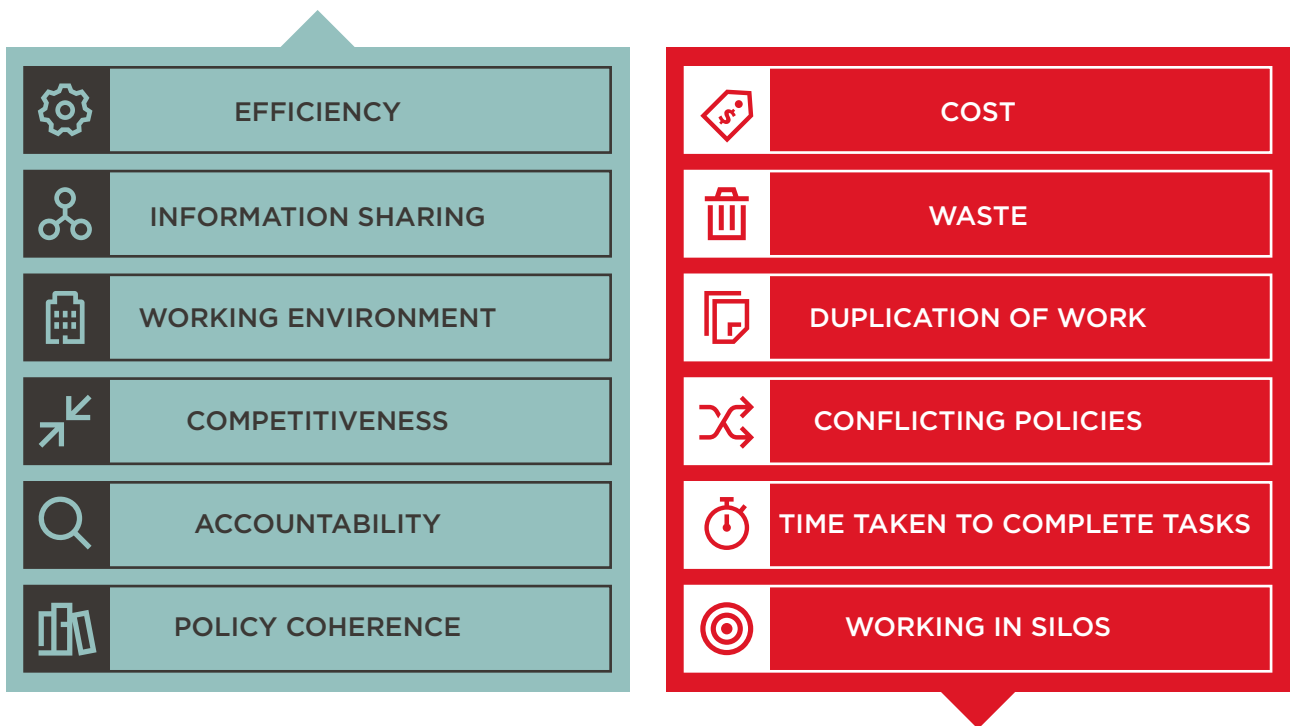 EFFICIENCY
INFORMATION SHARING
WORKING ENVIRONMENT
COMPETITIVENESS
ACCOUNTABILITY
POLICY COHERENCE
$
COST
WASTE
DUPLICATION OF WORK
CONFLICTING POLICIES
TIME TAKEN TO COMPLETE TASKS
WORKING IN SILOS